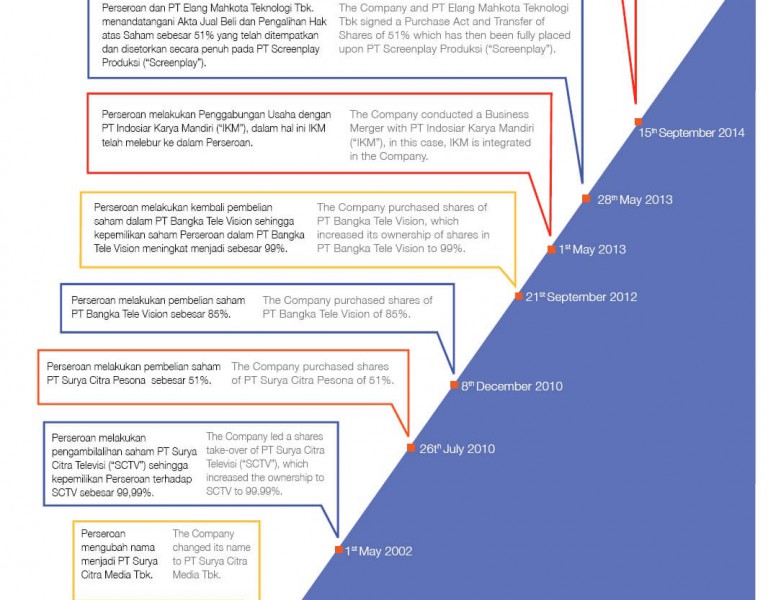 Perseroan dan PT Elang Mahkota Teknologi
Tbk. menandatangani Akta Jual Beli dan Pengalihan Hak
atas Saham sebesar 51% yang telah ditempatkan
dan disetorkan secara penuh pada PT Screenplay
Produksi (“Screenplay”).
The Company and PT Elang Mahkota Teknologi
Tbk signed a Purchase Act and Transfer of
Shares of 51% which has then been fully placed
upon PT Screenplay Produksi (“Screenplay”).
15th September 2014
Perseroan melakukan Penggabungan Usaha dengan
PT Indosiar Karya Mandiri (“IKM”), dalam hal ini IKM
telah melebur ke dalam Perseroan.
The Company conducted a Business
Merger with PT Indosiar Karya Mandiri
(“IKM”), in this case, IKM is integrated
in the Company.
28th May 2013
Perseroan melakukan kembali pembelian
saham dalam PT Bangka Tele Vision sehingga
kepemilikan saham Perseroan dalam PT Bangka
Tele Vision meningkat menjadi sebesar 99%.
The Company purchased shares of
PT Bangka Tele Vision, which
increased its ownership of shares in
PT Bangka Tele Vision to 99%.
1st May 2013
21st September 2012
Perseroan melakukan pembelian saham
PT Bangka Tele Vision sebesar 85%.
The Company purchased shares of
PT Bangka Tele Vision of 85%.
8th December 2010
Perseroan melakukan pembelian saham
PT Surya Citra Pesona sebesar 51%.
The Company purchased shares
of PT Surya Citra Pesona of 51%.
26th July 2010
Perseroan melakukan
pengambilalihan saham PT Surya
Citra Televisi (“SCTV”) sehingga
kepemilikan Perseroan terhadap
SCTV sebesar 99,99%.
The Company led a shares
take-over of PT Surya Citra
Televisi (“SCTV”), which
increased the ownership to
SCTV to 99,99%.
1st May 2002
Perseroan
mengubah nama
menjadi PT Surya
Citra Media Tbk.
The Company
changed its name
to PT Surya Citra
Media Tbk.